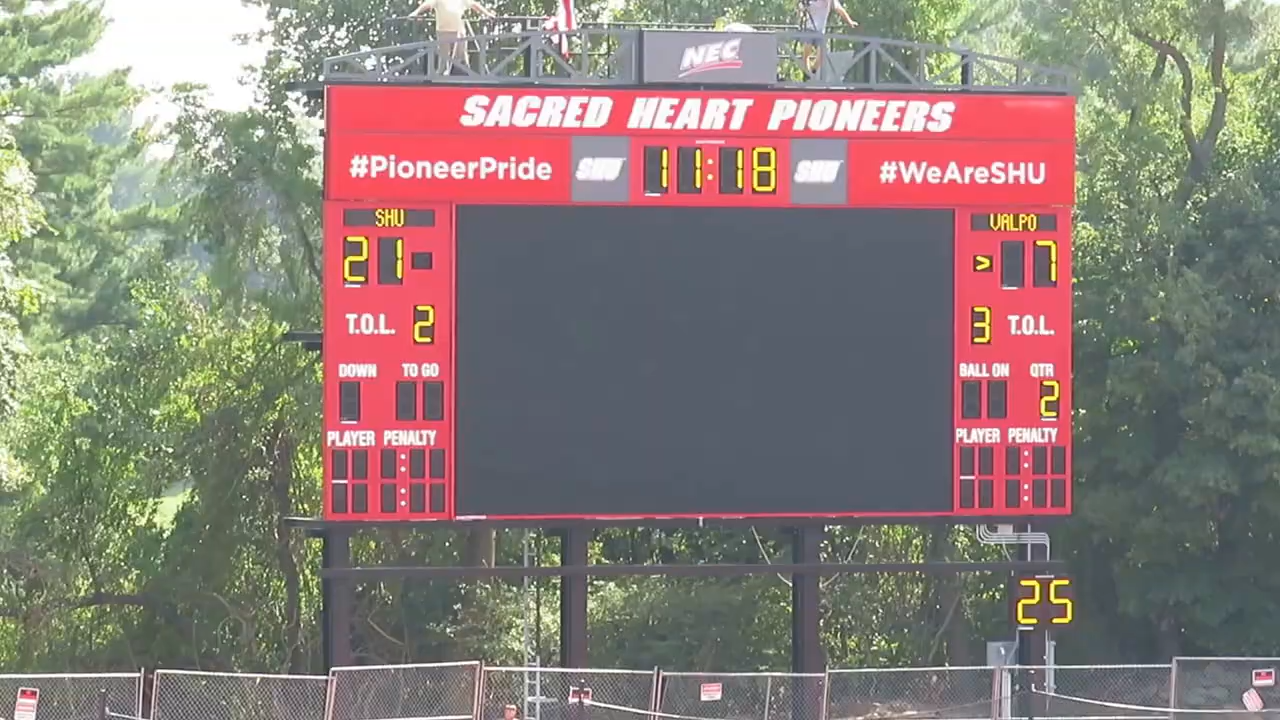 NEC
SACRED HEART PIONEERS
#PioneerPride SHU 11:18 SHU #WeAreSHU
SHU VALPO
21 > 7
T.O.L. 2 3 T.O.L.
DOWN TO GO BALL ON QTR
2
PLAYER PENALTY PLAYER PENALTY
25